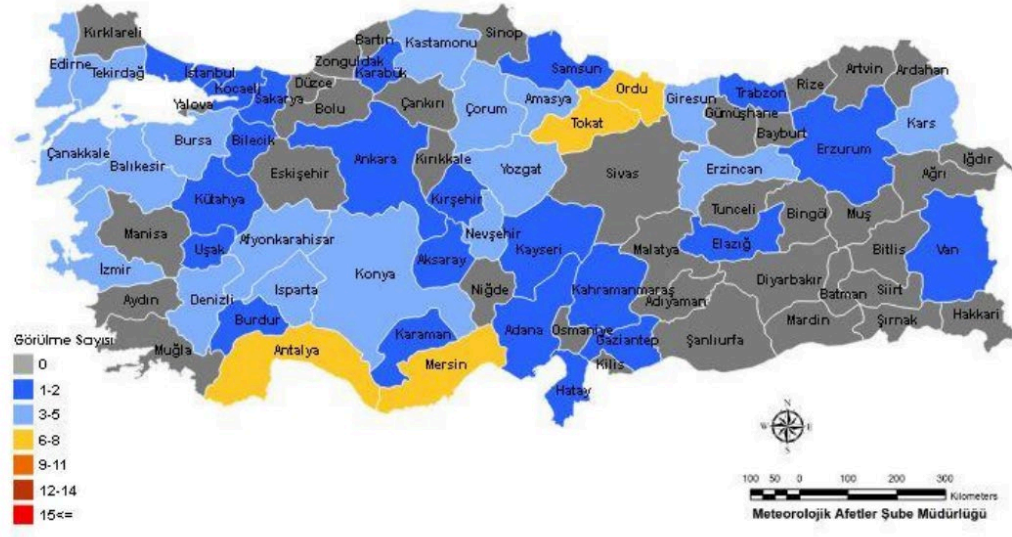 Kırklareli
Edirne
Tekirdağ
İstanbul
Kocaeli
Yalova
Sakarya
Düzce
Zonguldak
Bartın
Karabük
Kastamonu
Sinop
Bolu
Çankırı
Çorum
Samsun
Amasya
Tokat
Ordu
Giresun
Trabzon
Gümüşhane
Bayburt
Rize
Artvin
Ardahan
Kars
Iğdır
Ağrı
Erzurum
Erzincan
Çanakkale
Balıkesir
Bursa
Bilecik
Eskişehir
Ankara
Kırıkkale
Kırşehir
Yozgat
Sivas
Tunceli
Bingöl
Muş
Bitlis
Van
Kütahya
Manisa
Uşak
Afyonkarahisar
İzmir
Aydın
Denizli
Isparta
Burdur
Konya
Aksaray
Nevşehir
Niğde
Kayseri
Malatya
Elazığ
Diyarbakır
Batman
Siirt
Şırnak
Hakkari
Mardin
Şanlıurfa
Adıyaman
Kahramanmaraş
Gaziantep
Kilis
Osmaniye
Adana
Hatay
Karaman
Mersin
Antalya
Muğla
Görülme Sayısı
0
1-2
3-5
6-8
9-11
12-14
15<=
N
W E
S
100 50 0 100 200 300
Kilometers
Meteorolojik Afetler Şube Müdürlüğü